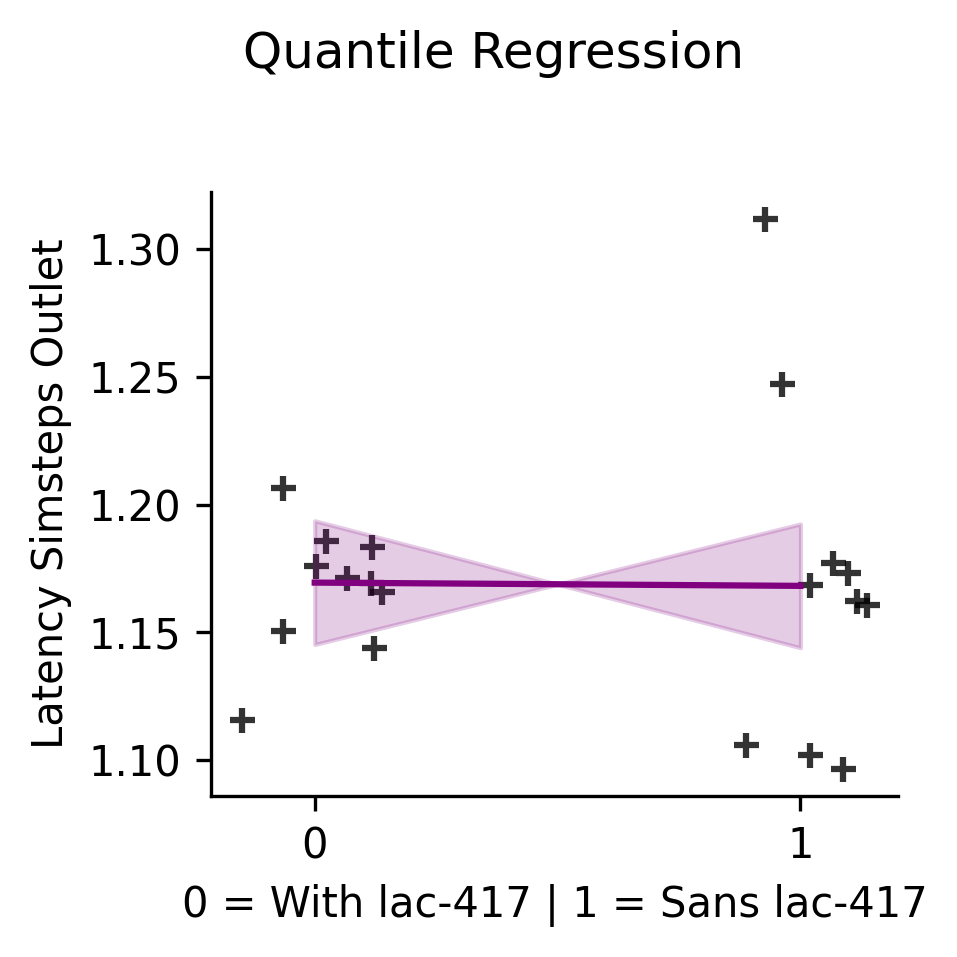 Quantile Regression
Latency Simsteps Outlet
1.30
1.25
1.20
1.15
1.10
0 1
0 = With lac-417 | 1 = Sans lac-417